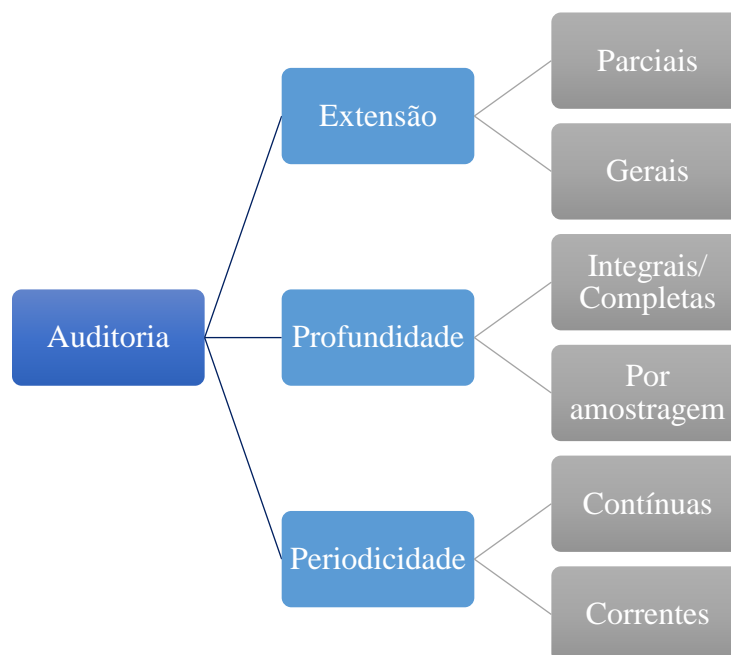 Auditoria
Extensão
Parciais
Gerais
Profundidade
Integrais/
Completas
Por
amostragem
Periodicidade
Contínuas
Correntes